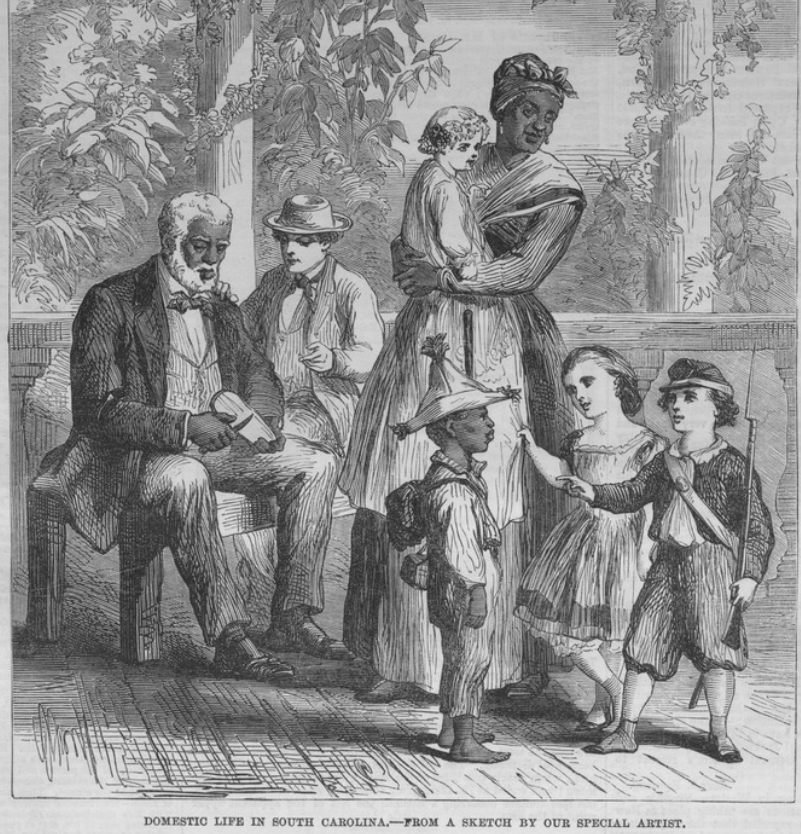 DOMESTIC LIFE IN SOUTH CAROLINA.—FROM A SKETCH BY OUR SPECIAL ARTIST.